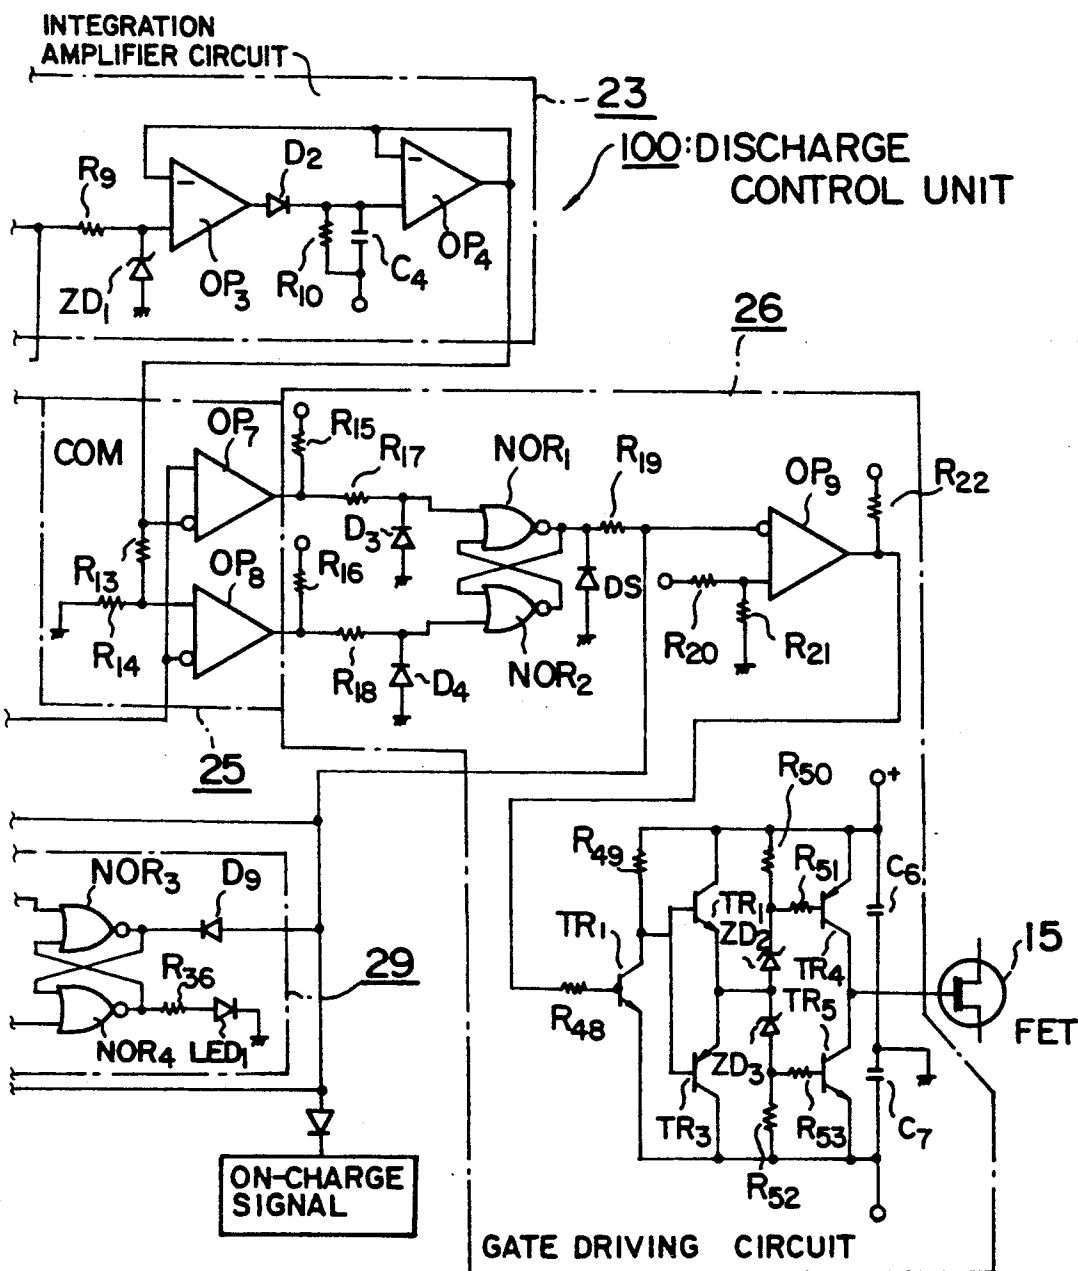 INTEGRATION
AMPLIFIER CIRCUIT
23
100:DISCHARGE
CONTROL UNIT
R9
D2
OP3
ZD1
R10
C4
OP4
26
COM
OP7
R15
R17
NOR1
R19
OP9
R22
D3
R13
OP8
R16
DS
R20
R21
R14
R18
D4
NOR2
25
R50
+
R49
R51
C6
NOR3
D9
TR1
TR1
ZD2
TR4
15
R36
29
TR5
FET
R48
NOR4
LED1
ZD3
TR3
R53
C7
R52
ON-CHARGE
SIGNAL
GATE DRIVING CIRCUIT